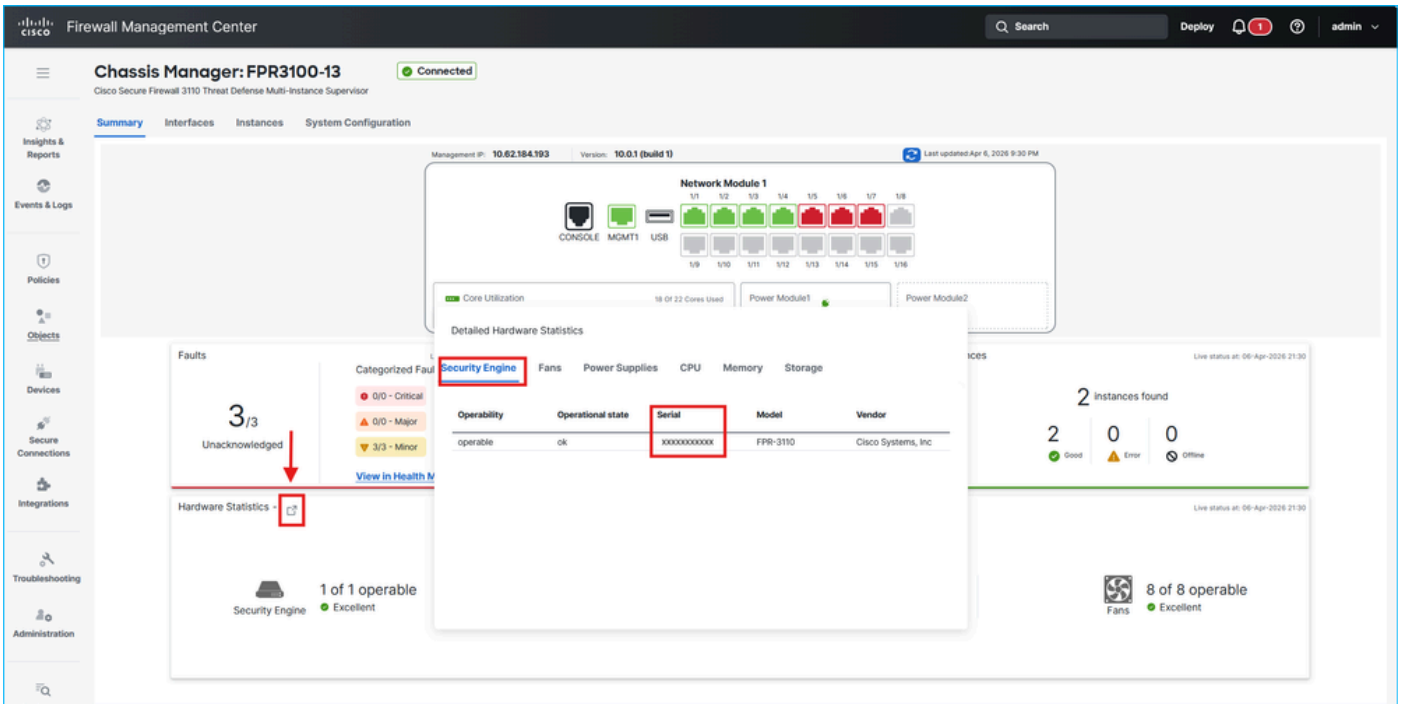 cisco Firewall Management Center
Search
Deploy
1
admin
Chassis Manager: FPR3100-13
Connected
Cisco Secure Firewall 3110 Threat Defense Multi-Instance Supervisor
Summary Interfaces Instances System Configuration
Insights &
Reports
Events & Logs
Policies
Objects
Devices
Secure
Connections
Integrations
Troubleshooting
Administration
Management IP: 10.62.184.193 Version: 10.0.1 (build 1)
Last updated:Apr 6, 2026 9:30 PM
Network Module 1
1/1 1/2 1/3 1/4 1/5 1/6 1/7 1/8
CONSOLE MGMT1 USB
1/9 1/10 1/11 1/12 1/13 1/14 1/15 1/16
Core Utilization 18 Of 22 Cores Used
Power Module1
Power Module2
Faults
Categorized Fau
3/3
Unacknowledged
0/0 - Critical
0/0 - Major
3/3 - Minor
View in Health M
Detailed Hardware Statistics
Security Engine Fans Power Supplies CPU Memory Storage
Operability Operational state Serial Model Vendor
operable ok xxxxxxxxxxx FPR-3110 Cisco Systems, Inc
nces
Live status at: 06-Apr-2026 21:30
2 instances found
2 0 0
Good Error Offline
Hardware Statistics -
Live status at: 06-Apr-2026 21:30
Security Engine
1 of 1 operable
Excellent
Fans
8 of 8 operable
Excellent